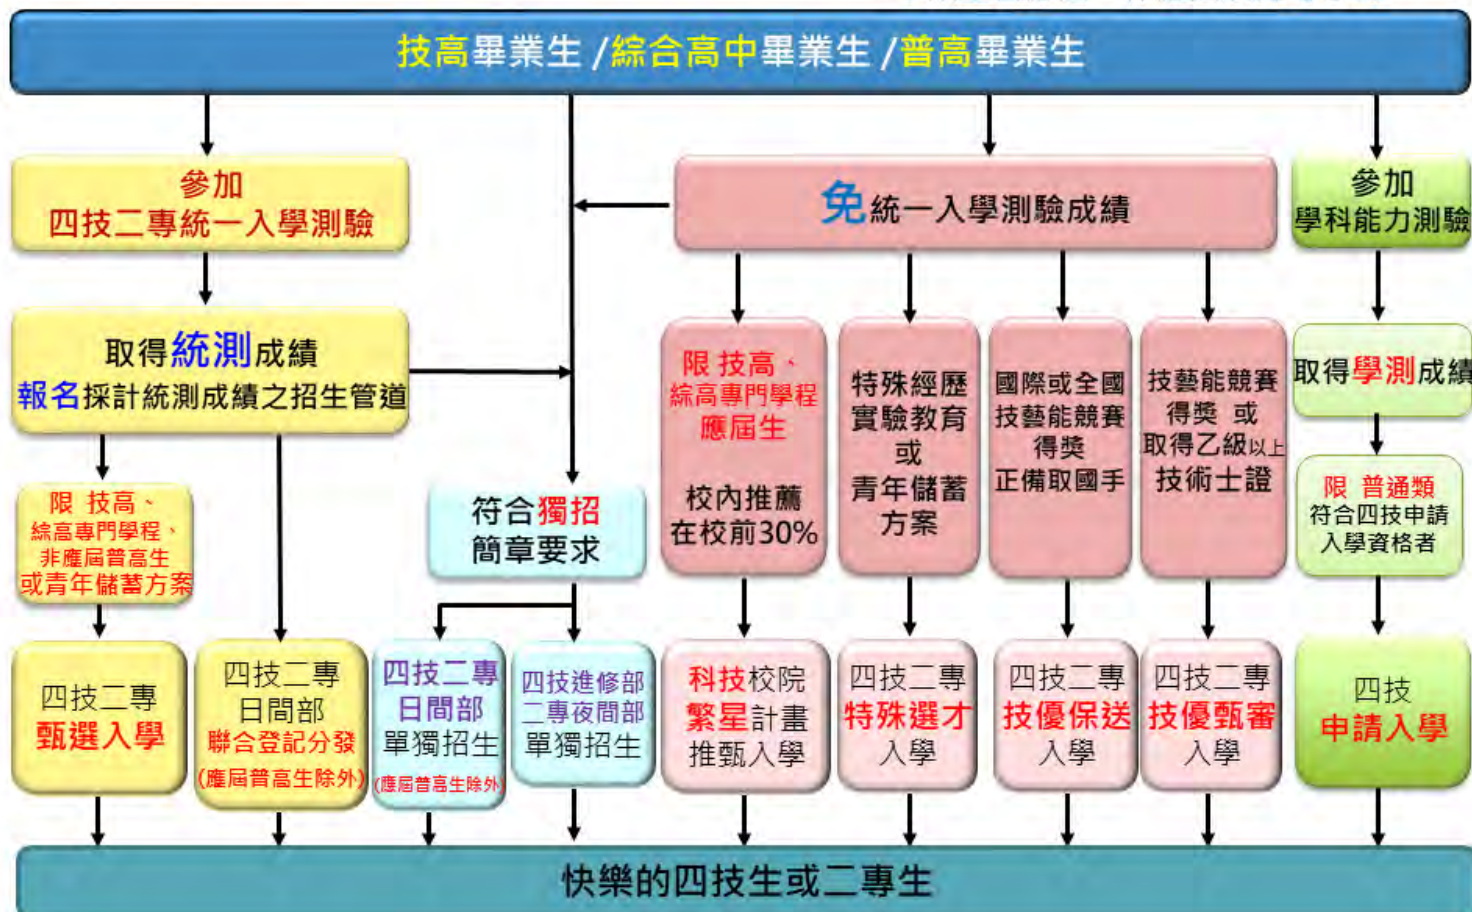 技高畢業生 /綜合高中畢業生 /普高畢業生
參加
四技二專統一入學測驗
免統一入學測驗成績
參加
學科能力測驗
取得統測成績
報名採計統測成績之招生管道
限 技高、
綜高專門學程
應屆生
校內推薦
在校前30%
特殊經歷
實驗教育
或
青年儲蓄
方案
國際或全國
技藝能競賽
得獎
正備取國手
技藝能競賽
得獎 或
取得乙級以上
技術士證
取得學測成績
限 技高、
綜高專門學程、
非應屆普高生
或青年儲蓄方案
符合獨招
簡章要求
限 普通類
符合四技申請
入學資格者
四技二專
甄選入學
四技二專
日間部
聯合登記分發
(應屆普高生除外)
四技二專
日間部
單獨招生
(應屆普高生除外)
四技進修部
二專夜間部
單獨招生
科技校院
繁星計畫
推甄入學
四技二專
特殊選才
入學
四技二專
技優保送
入學
四技二專
技優甄審
入學
四技
申請入學
快樂的四技生或二專生